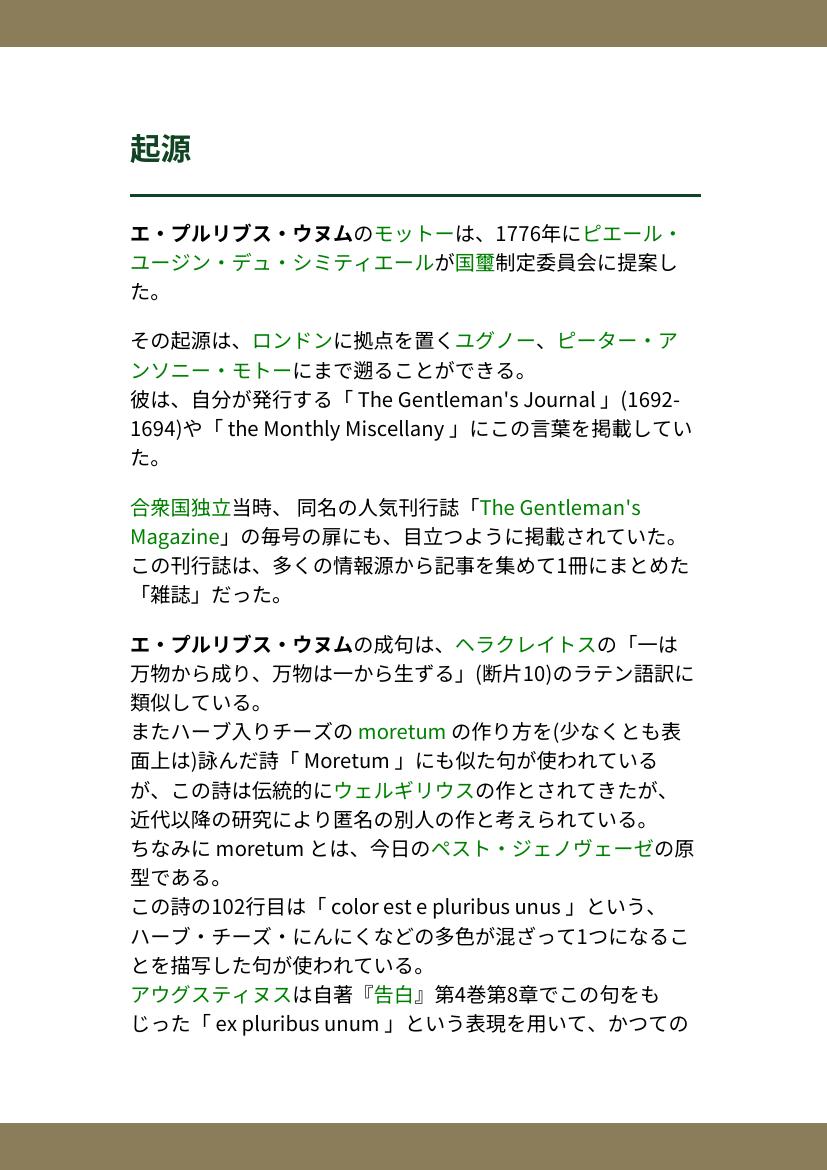 起源
エ・プルリブス・ウヌムのモットーは、1776年にピエール・
ユージン・デュ・シミティエールが国璽制定委員会に提案し
た。
その起源は、ロンドンに拠点を置くユグノー、ピーター・ア
ンソニー・モトーにまで遡ることができる。
彼は、自分が発行する「 The Gentleman's Journal 」(1692-
1694)や「 the Monthly Miscellany 」にこの言葉を掲載してい
た。
合衆国独立当時、 同名の人気刊行誌「The Gentleman's
Magazine」の毎号の扉にも、目立つように掲載されていた。
この刊行誌は、多くの情報源から記事を集めて1冊にまとめた
「雑誌」だった。
エ・プルリブス・ウヌムの成句は、ヘラクレイトスの「一は
万物から成り、万物は一から生ずる」(断片10)のラテン語訳に
類似している。
またハーブ入りチーズの moretum の作り方を(少なくとも表
面上は)詠んだ詩「 Moretum 」にも似た句が使われている
が、この詩は伝統的にウェルギリウスの作とされてきたが、
近代以降の研究により匿名の別人の作と考えられている。
ちなみに moretum とは、今日のペスト・ジェノヴェーゼの原
型である。
この詩の102行目は「 color est e pluribus unus 」という、
ハーブ・チーズ・にんにくなどの多色が混ざって1つになるこ
とを描写した句が使われている。
アウグスティヌスは自著『告白』第4巻第8章でこの句をも
じった「 ex pluribus unum 」という表現を用いて、かつての